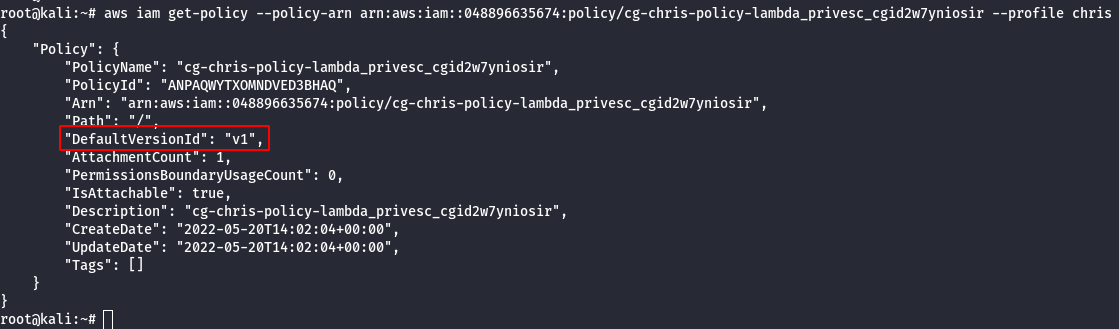 root@kali:~# aws iam get-policy --policy-arn arn:aws:iam::048896635674:policy/cg-chris-policy-lambda_privesc_cgid2w7yniosir --profile chris
{
    "Policy": {
        "PolicyName": "cg-chris-policy-lambda_privesc_cgid2w7yniosir",
        "PolicyId": "ANPAQWYTXOMNDVED3BHAQ",
        "Arn": "arn:aws:iam::048896635674:policy/cg-chris-policy-lambda_privesc_cgid2w7yniosir",
        "Path": "/",
        "DefaultVersionId": "v1",
        "AttachmentCount": 1,
        "PermissionsBoundaryUsageCount": 0,
        "IsAttachable": true,
        "Description": "cg-chris-policy-lambda_privesc_cgid2w7yniosir",
        "CreateDate": "2022-05-20T14:02:04+00:00",
        "UpdateDate": "2022-05-20T14:02:04+00:00",
        "Tags": []
    }
}
root@kali:~#